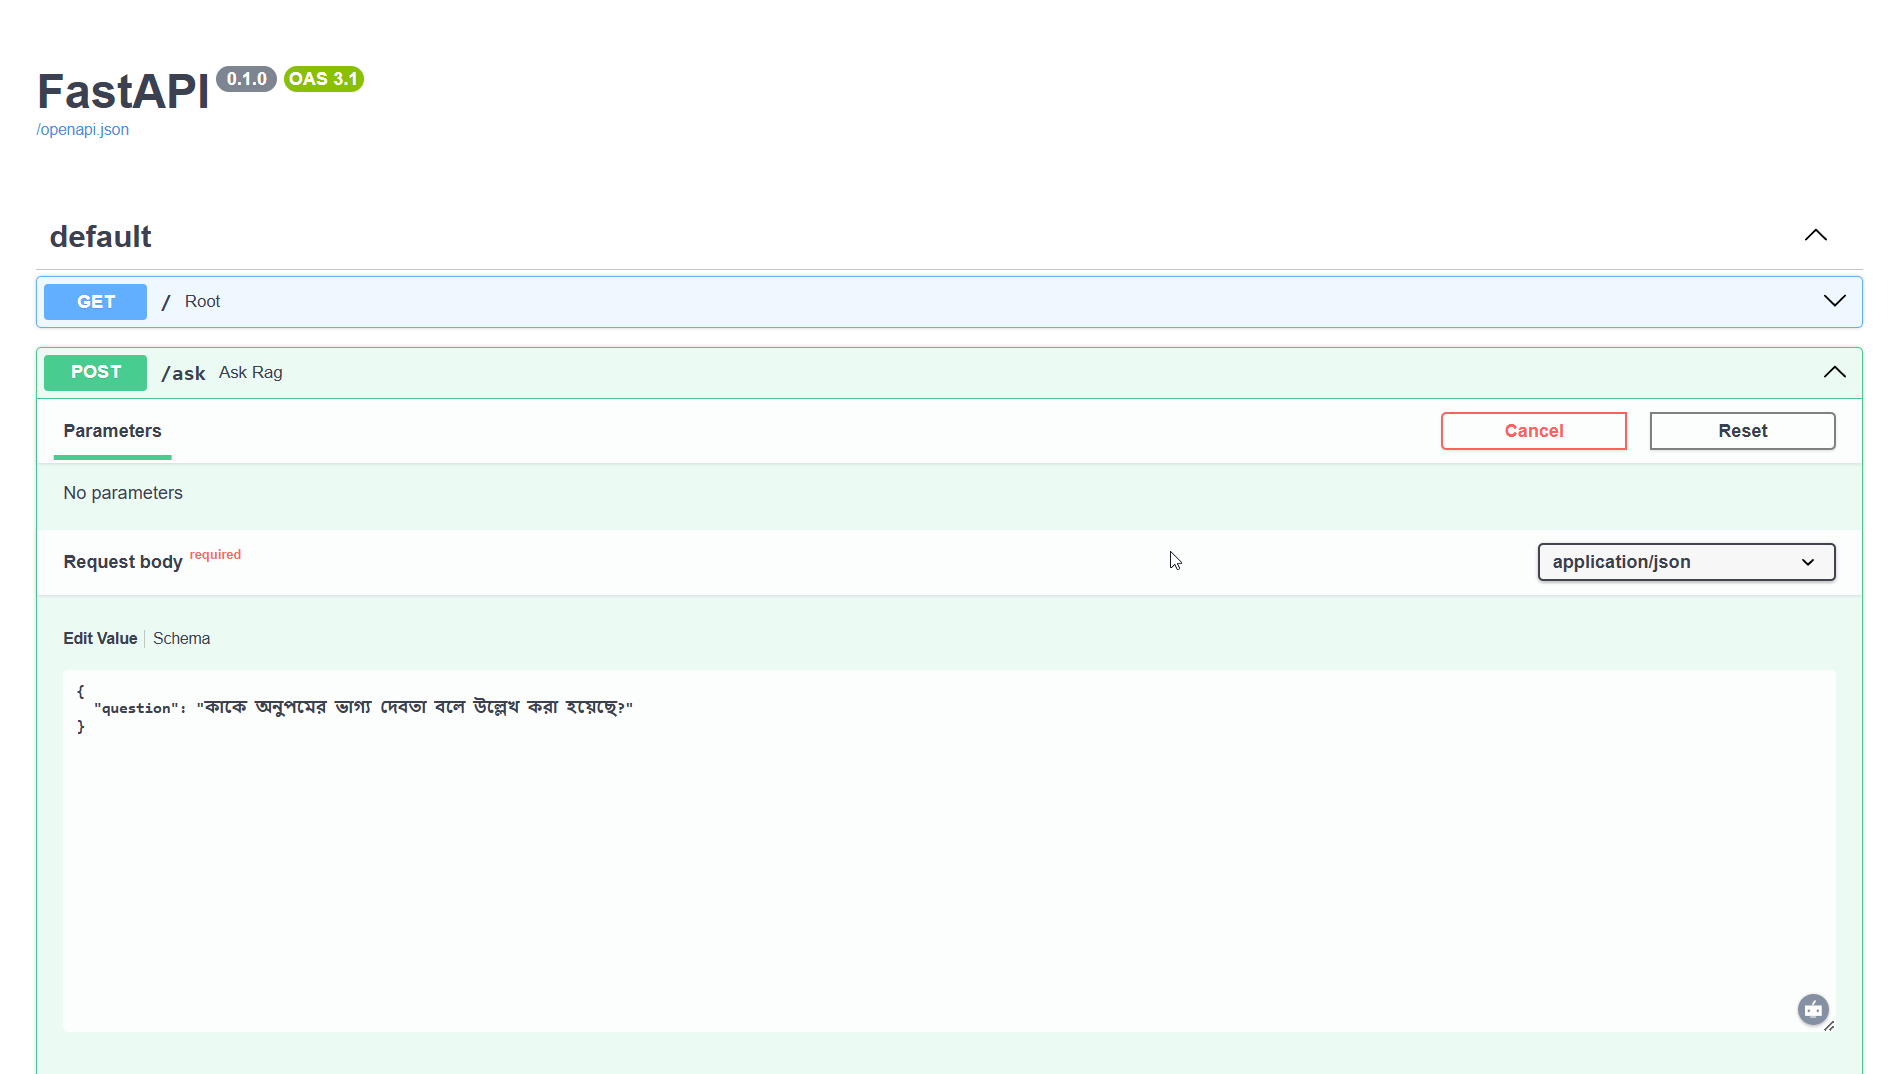 FastAPI 0.1.0 OAS 3.1
/openapi.json
default
GET / Root
POST /ask Ask Rag
Parameters Cancel Reset
No parameters
Request body required application/json
Edit Value Schema
{
"question": "কাকে অনুপমের ভাগ্য দেবতা বলে উল্লেখ করা হয়েছে?"
}